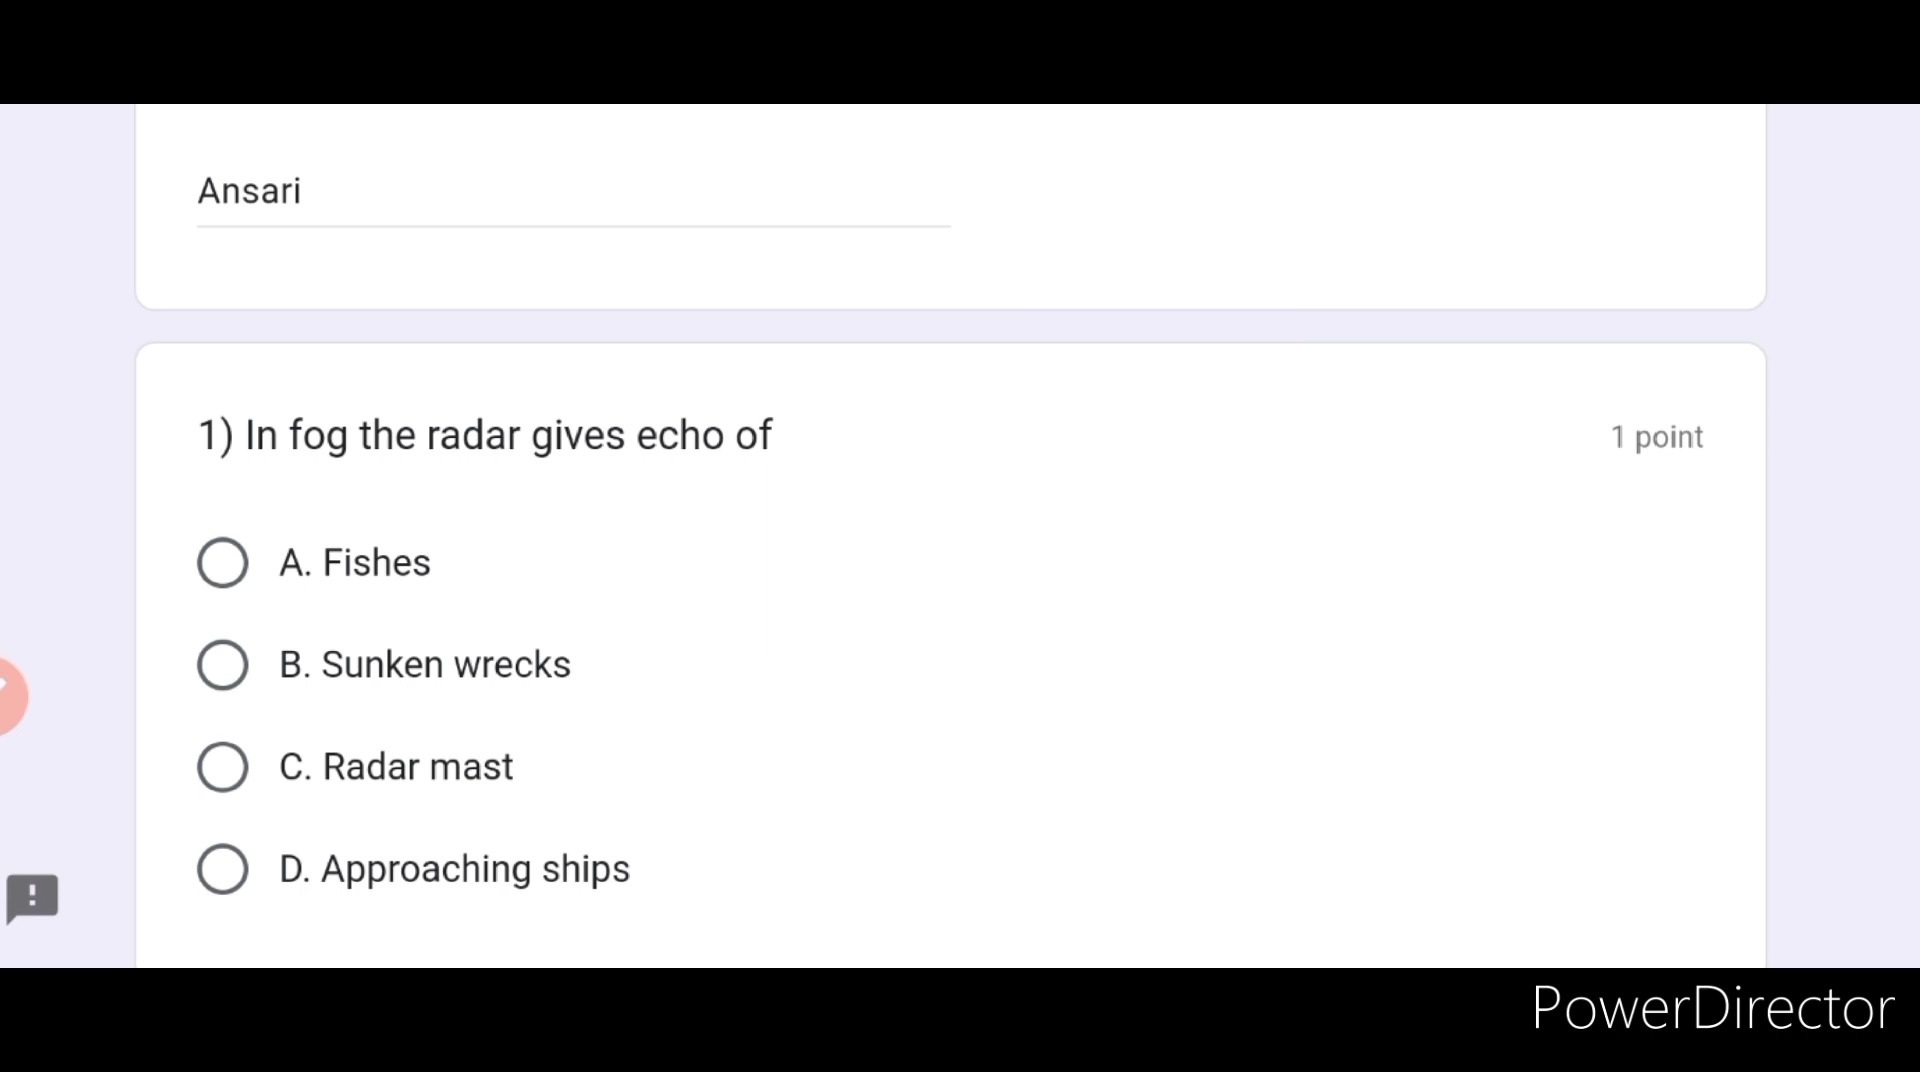 Ansari
1) In fog the radar gives echo of
1 point
A. Fishes
B. Sunken wrecks
C. Radar mast
D. Approaching ships
PowerDirector